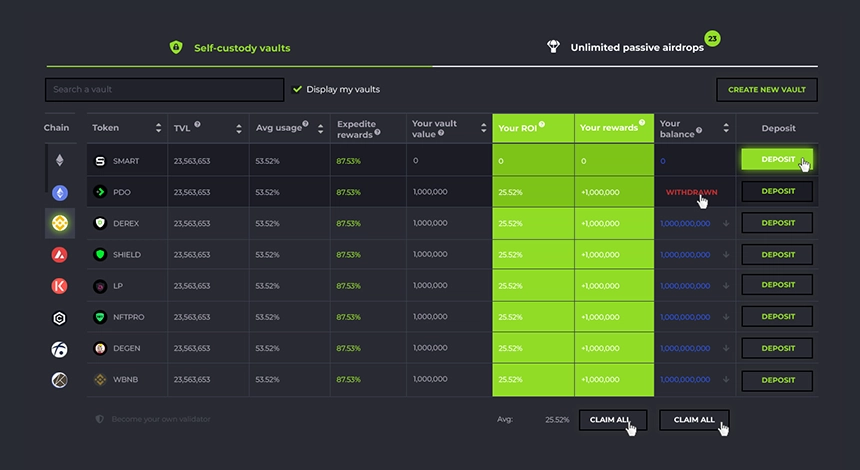 Self-custody vaults
Unlimited passive airdrops 23
Search a vault
Display my vaults
CREATE NEW VAULT
Chain Token TVL ? Avg usage ? Expedite rewards ? Your vault value ? Your ROI ? Your rewards ? Your balance ? Deposit
SMART 23,563,653 53.52% 87.53% 0 0 0 0 DEPOSIT
PDO 23,563,653 53.52% 87.53% 1,000,000 25.52% +1,000,000 WITHDRAWN DEPOSIT
DEREX 23,563,653 53.52% 87.53% 1,000,000 25.52% +1,000,000 1,000,000,000 DEPOSIT
SHIELD 23,563,653 53.52% 87.53% 1,000,000 25.52% +1,000,000 1,000,000,000 DEPOSIT
LP 23,563,653 53.52% 87.53% 1,000,000 25.52% +1,000,000 1,000,000,000 DEPOSIT
NFTPRO 23,563,653 53.52% 87.53% 1,000,000 25.52% +1,000,000 1,000,000,000 DEPOSIT
DEGEN 23,563,653 53.52% 87.53% 1,000,000 25.52% +1,000,000 1,000,000,000 DEPOSIT
WBNB 23,563,653 53.52% 87.53% 1,000,000 25.52% +1,000,000 1,000,000,000 DEPOSIT
Become your own validator
Avg: 25.52% CLAIM ALL CLAIM ALL